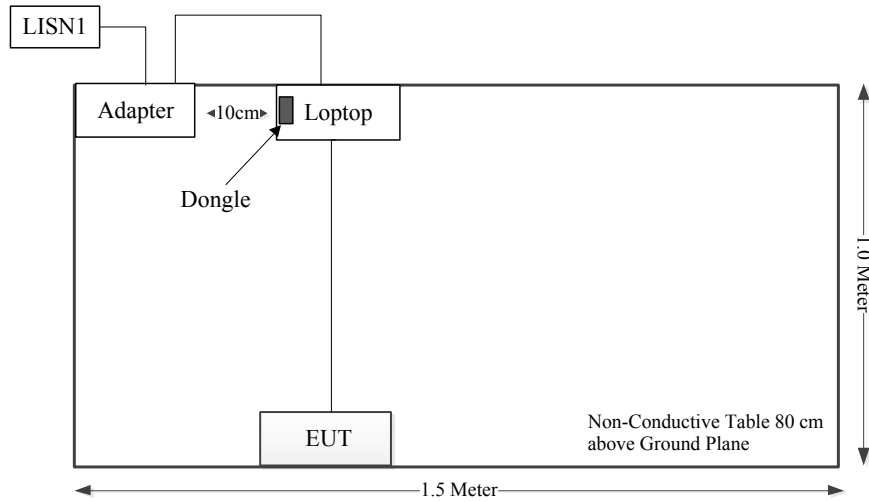 LISN1
Adapter
10cm
Loptop
Dongle
1.0 Meter
EUT
Non-Conductive Table 80 cm
above Ground Plane
1.5 Meter